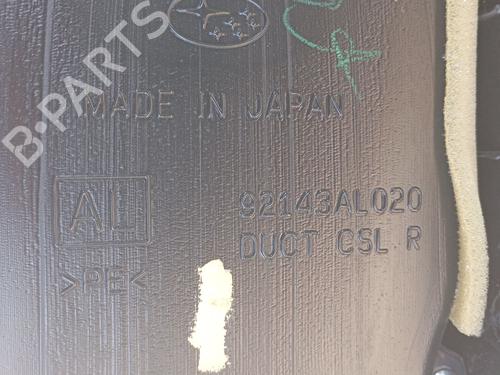 B-PARTS
MADE IN JAPAN
AL 92143AL020
DUCT CSL R
>PE<